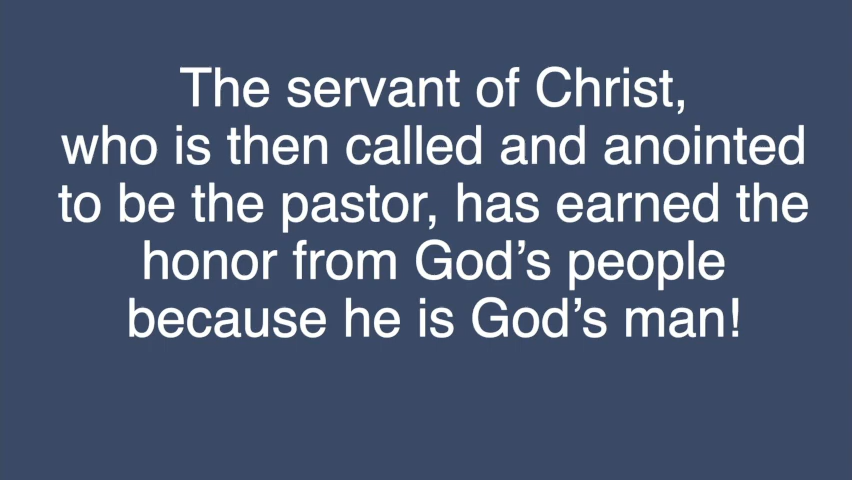 The servant of Christ,
who is then called and anointed
to be the pastor, has earned the
honor from God’s people
because he is God’s man!